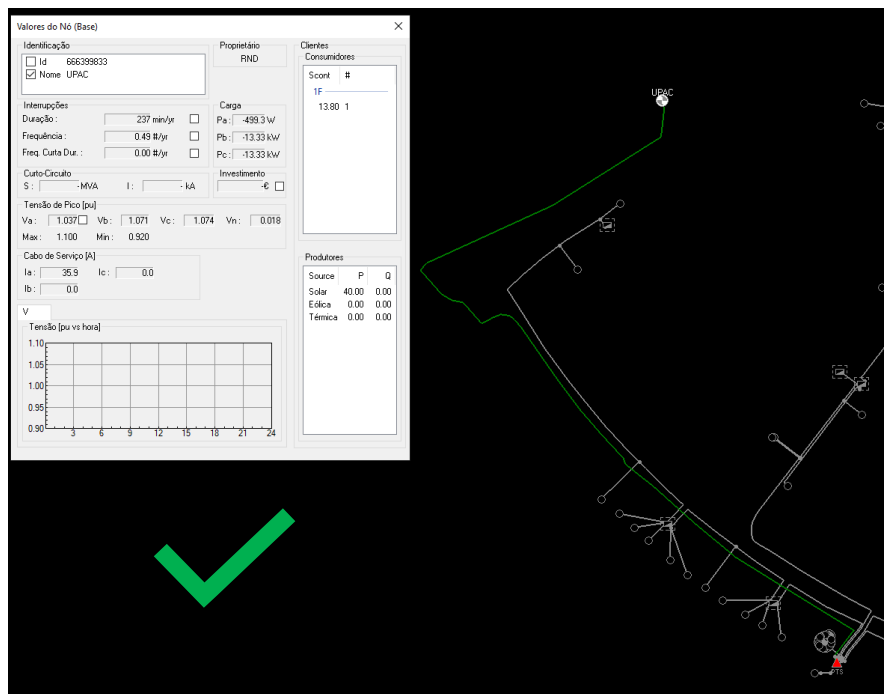 Valores do Nó (Base)
Identificação
Id 666399833
Nome UPAC
Proprietário
RND
Interrupções
Duração : 237 min/yr
Frequência : 0.49 #/yr
Freq. Curta Dur. : 0.00 #/yr
Carga
Pa : -499.3 W
Pb : -13.33 kW
Pc : -13.33 kW
Curto-Circuito
S : - MVA I : - kA
Investimento
-€
Tensão de Pico [pu]
Va : 1.037 Vb : 1.071 Vc : 1.074 Vn : 0.018
Max : 1.100 Min : 0.920
Cabo de Serviço [A]
Ia : 35.9 Ic : 0.0
Ib : 0.0
V
Tensão [pu vs hora]
1.10
1.05
1.00
0.95
0.90
3 6 9 12 15 18 21 24
Clientes
Consumidores
Scont #
1F
13.80 1
Produtores
Source P Q
Solar 40.00 0.00
Eólica 0.00 0.00
Térmica 0.00 0.00
UPAC
PTS